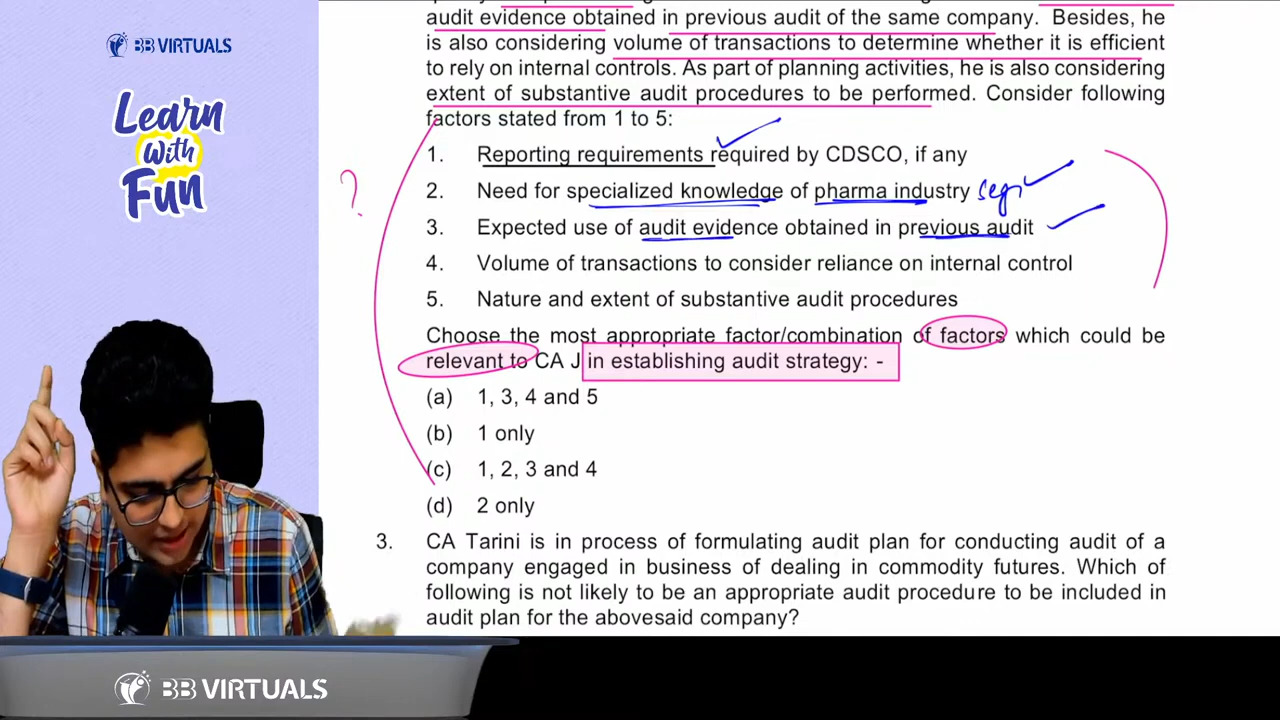 BB VIRTUALS
Learn
With
Fun
audit evidence obtained in previous audit of the same company. Besides, he
is also considering volume of transactions to determine whether it is efficient
to rely on internal controls. As part of planning activities, he is also considering
extent of substantive audit procedures to be performed. Consider following
factors stated from 1 to 5:
1. Reporting requirements required by CDSCO, if any
?
2. Need for specialized knowledge of pharma industry
3. Expected use of audit evidence obtained in previous audit
4. Volume of transactions to consider reliance on internal control
5. Nature and extent of substantive audit procedures
Choose the most appropriate factor/combination of factors which could be
relevant to CA J in establishing audit strategy: -
(a) 1, 3, 4 and 5
(b) 1 only
(c) 1, 2, 3 and 4
(d) 2 only
3. CA Tarini is in process of formulating audit plan for conducting audit of a
company engaged in business of dealing in commodity futures. Which of
following is not likely to be an appropriate audit procedure to be included in
audit plan for the abovesaid company?
BB VIRTUALS